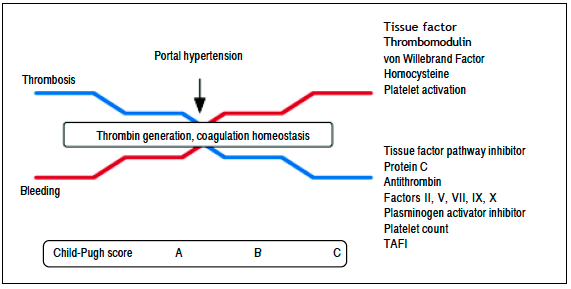 Tissue factor
Thrombomodulin
von Willebrand Factor
Homocysteine
Platelet activation
Portal hypertension
Thrombosis
Thrombin generation, coagulation homeostasis
Bleeding
Tissue factor pathway inhibitor
Protein C
Antithrombin
Factors II, V, VII, IX, X
Plasminogen activator inhibitor
Platelet count
TAFI
Child-Pugh score A B C